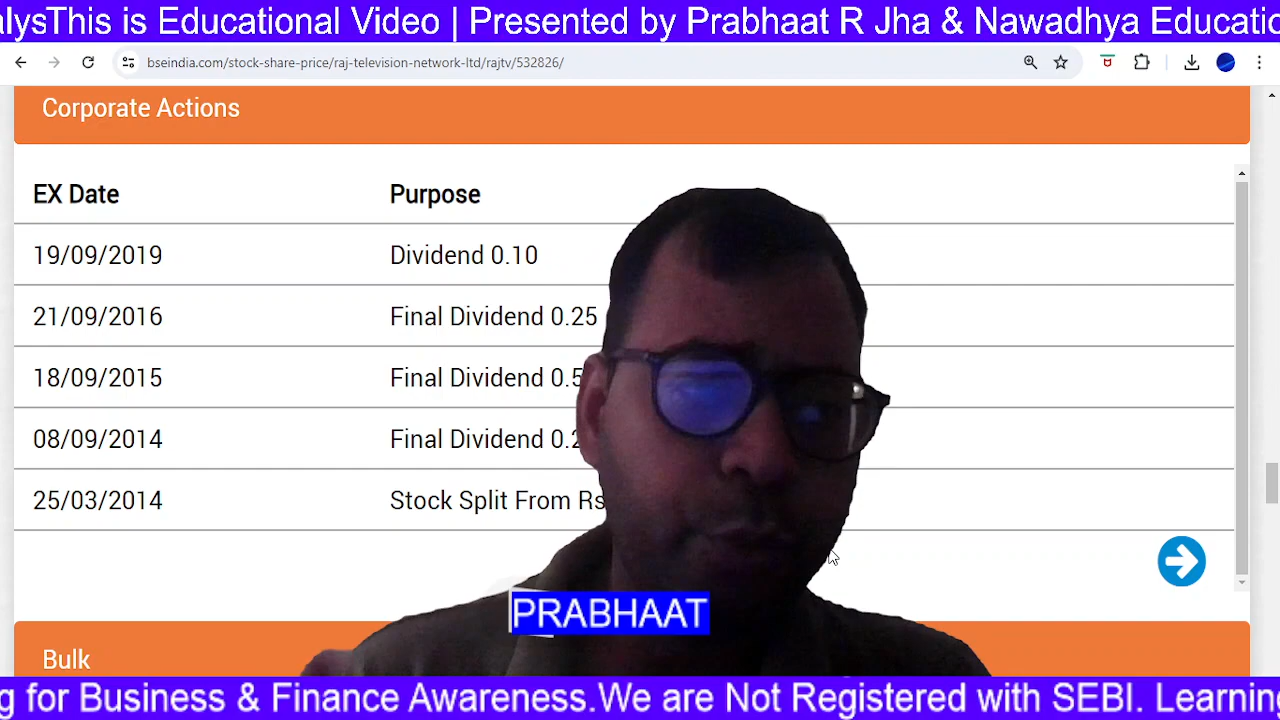 alysThis is Educational Video | Presented by Prabhaat R Jha & Nawadhya Educatio
bseindia.com/stock-share-price/raj-television-network-ltd/rajtv/532826/
Corporate Actions
EX Date Purpose
19/09/2019 Dividend 0.10
21/09/2016 Final Dividend 0.25
18/09/2015 Final Dividend 0.5
08/09/2014 Final Dividend 0.2
25/03/2014 Stock Split From Rs
PRABHAAT
Bulk
g for Business & Finance Awareness.We are Not Registered with SEBI. Learning